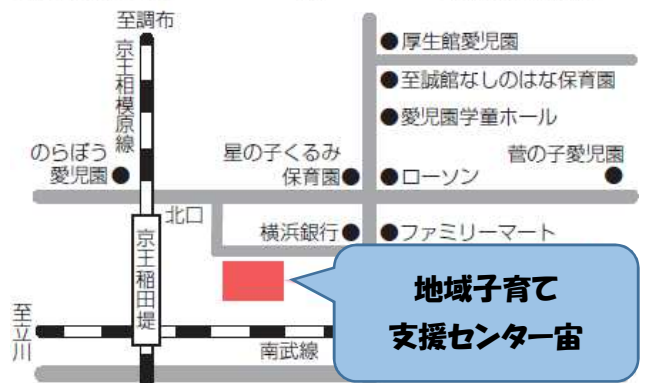 至調布
京王相模原線
●厚生館愛児園
●至誠館なしのはな保育園
●愛児園学童ホール
のらぼう
愛児園●
星の子くるみ
保育園●
●ローソン
菅の子愛児園
●
北口
横浜銀行●
●ファミリーマート
京王稲田堤
地域子育て
支援センター宙
至立川
南武線